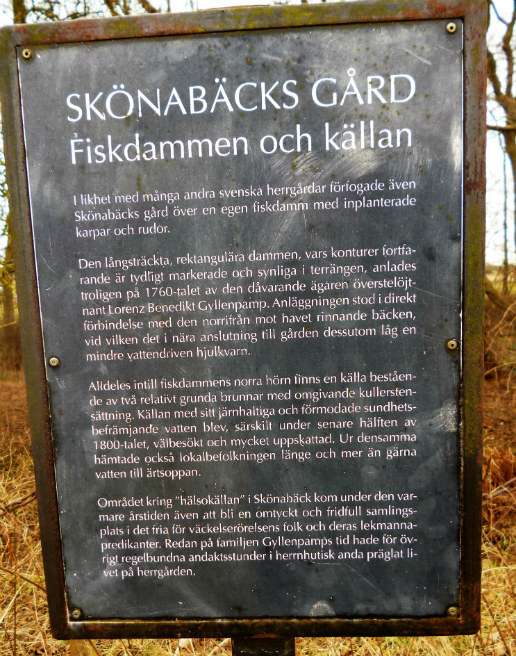 SKÖNABÄCKS GÅRD
Fiskdammen och källan
I likhet med många andra svenska herrgårdar förfogade även
Skönabäcks gård över en egen fiskdamm med inplanterade
karpar och rudor.
Den långsträckta, rektangulära dammen, vars konturer fortfa-
rande är tydligt markerade och synliga i terrängen, anlades
troligen på 1760-talet av den dåvarande ägaren överstelöjt-
nant Lorenz Benedikt Gyllenpamp. Anläggningen stod i direkt
förbindelse med den norrifrån mot havet rinnande bäcken,
vid vilken det i nära anslutning till gården dessutom låg en
mindre vattendriven hjulkvarn.
Alldeles intill fiskdammens norra hörn finns en källa beståen-
de av två relativt grunda brunnar med omgivande kullersten-
sättning. Källan med sitt järnhaltiga och förmodade sundhets-
befrämjande vatten blev, särskilt under senare hälften av
1800-talet, välbesökt och mycket uppskattad. Ur densamma
hämtade också lokalbefolkningen länge och mer än gärna
vatten till ärtsoppan.
Området kring "hälsokällan" i Skönabäck kom under den var-
mare årstiden även att bli en omtyckt och fridfull samlings-
plats i det fria för väckelserörelsens folk och deras lekmanna-
predikanter. Redan på familjen Gyllenpamps tid hade för öv-
rigt regelbundna andaktsstunder i herrnhutisk anda präglat li-
vet på herrgården.